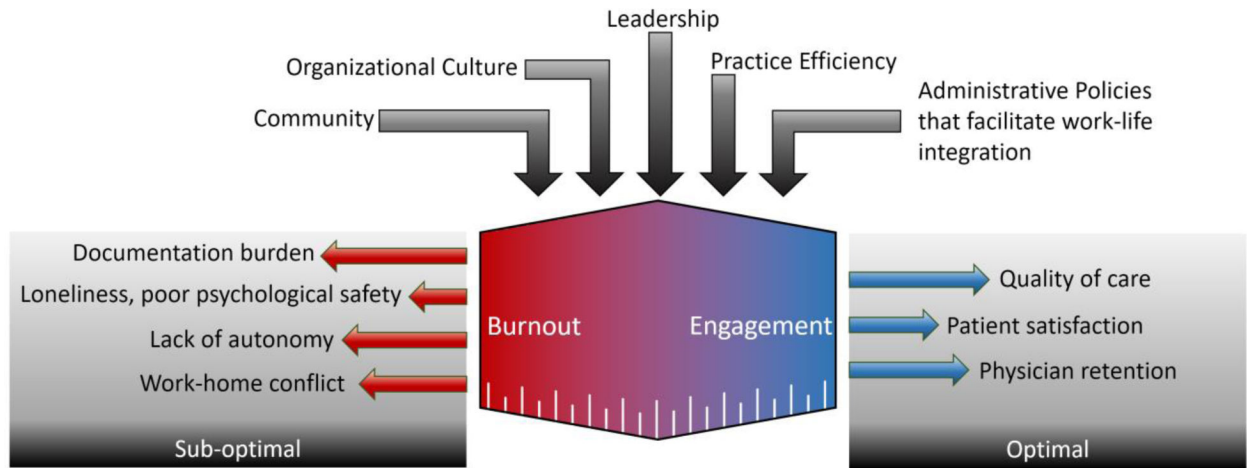 Leadership
Organizational Culture
Practice Efficiency
Community
Administrative Policies
that facilitate work-life
integration
Documentation burden
Loneliness, poor psychological safety
Lack of autonomy
Work-home conflict
Sub-optimal
Burnout
Engagement
Quality of care
Patient satisfaction
Physician retention
Optimal